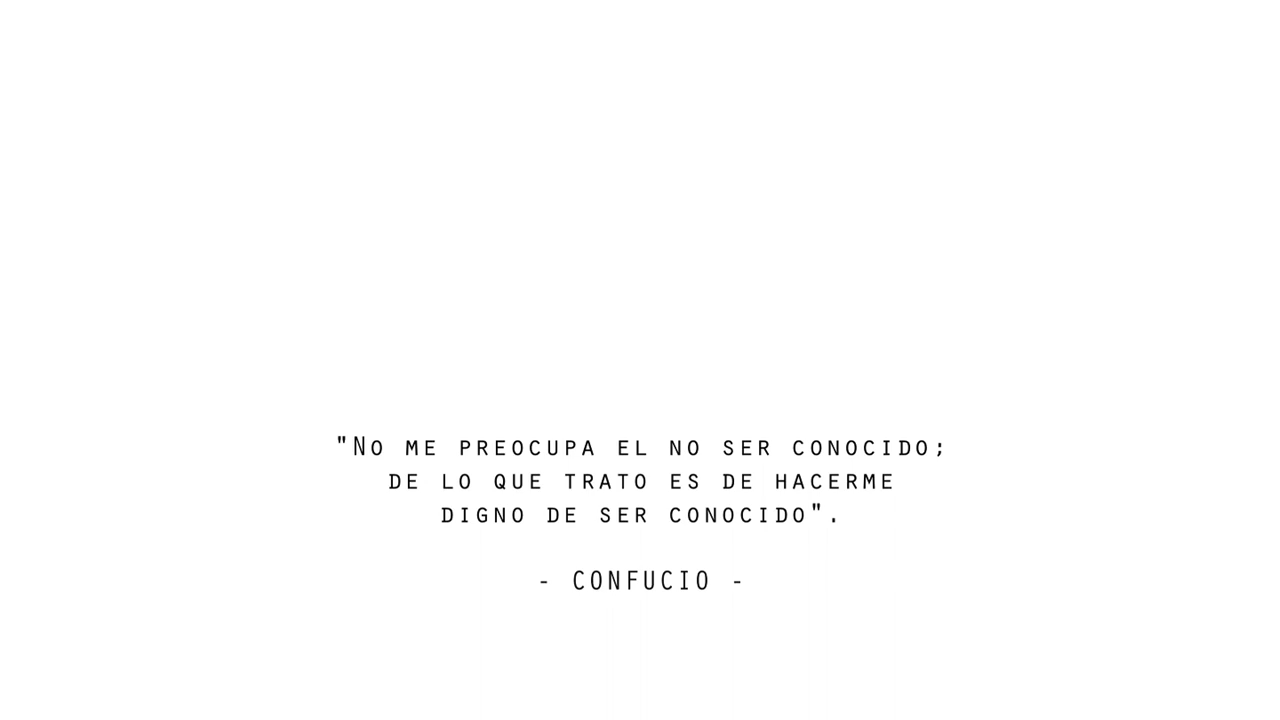 "No me preocupa el no ser conocido;
de lo que trato es de hacerme
digno de ser conocido".
- CONFUCIO -